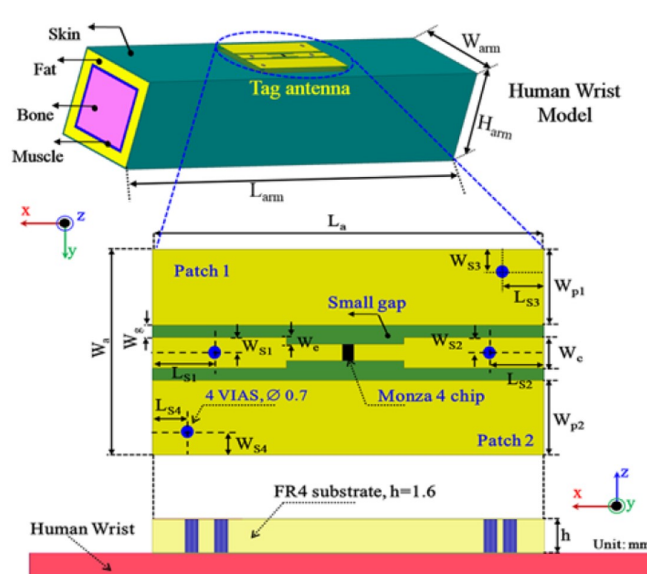 Skin
Fat
Bone
Muscle
Tag antenna
W_arm
H_arm
Human Wrist
Model
L_arm
x
z
y
L_a
Patch 1
W_S3
L_S3
W_p1
Small gap
W_a
W_g
W_S1
W_e
W_S2
W_c
L_S1
L_S2
4 VIAS, ∅ 0.7
Monza 4 chip
L_S4
W_S4
W_p2
Patch 2
z
x
y
FR4 substrate, h=1.6
h
Human Wrist
Unit: mm